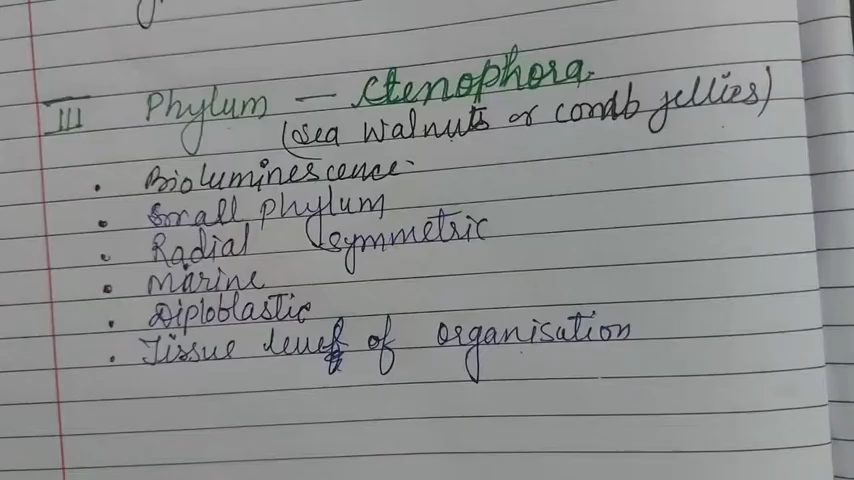 III Phylum — Ctenophora.
(sea walnuts or comb jellies)
• Bioluminescence.
• Small phylum
• Radial symmetric
• Marine
• Diploblastic
• Tissue level of organisation